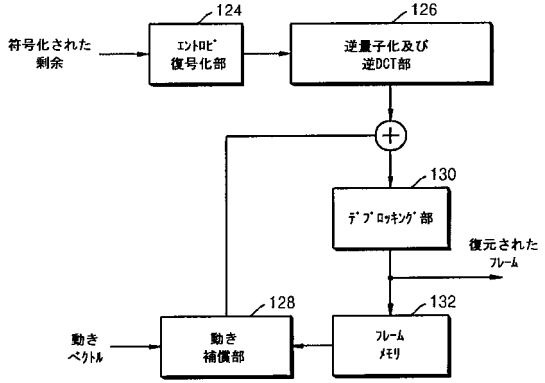 124
126
符号化された
剰余
ｴﾝﾄﾛﾋﾟ
復号化部
逆量子化及び
逆DCT部
+
130
ﾃﾞﾌﾞﾛｯｷﾝｸﾞ部
復元された
ﾌﾚｰﾑ
128
132
動き
ﾍﾞｸﾄﾙ
動き
補償部
ﾌﾚｰﾑ
ﾒﾓﾘ